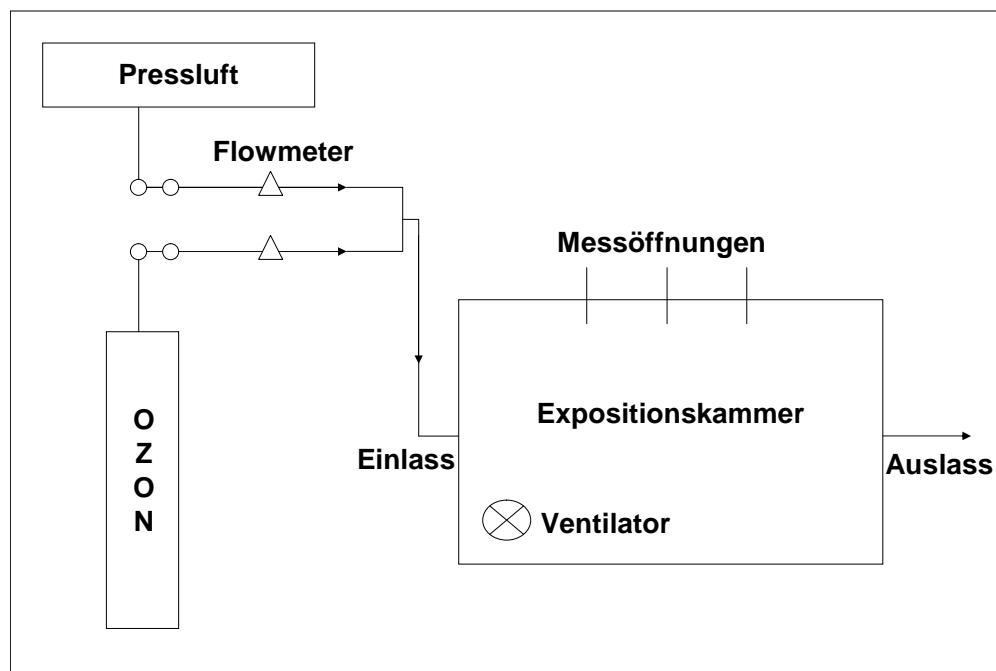 Pressluft
Flowmeter
Messöffnungen
O
Z
O
N
Expositionskammer
Einlass
Auslass
Ventilator